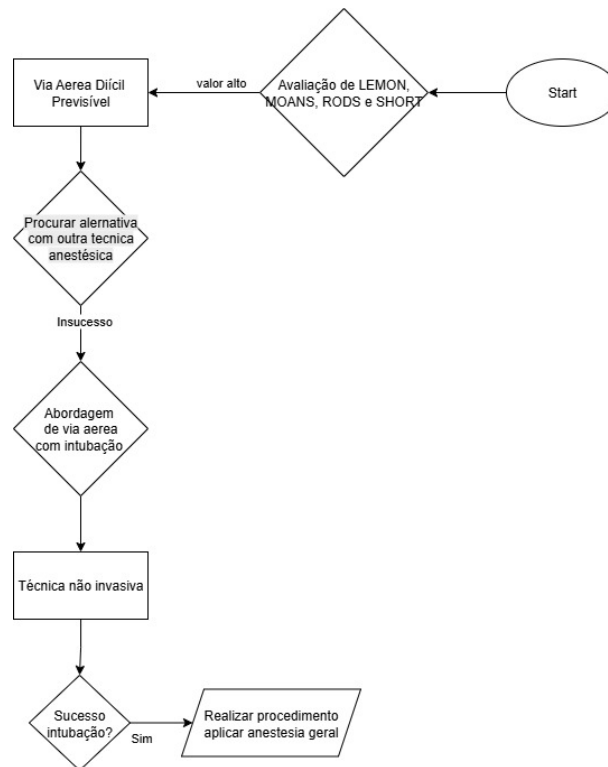 Start
Avaliação de LEMON,
MOANS, RODS e SHORT
valor alto
Via Aerea Diícil
Previsível
Procurar alernativa
com outra tecnica
anestésica
Insucesso
Abordagem
de via aerea
com intubação
Técnica não invasiva
Sucesso
intubação?
Sim
Realizar procedimento
aplicar anestesia geral